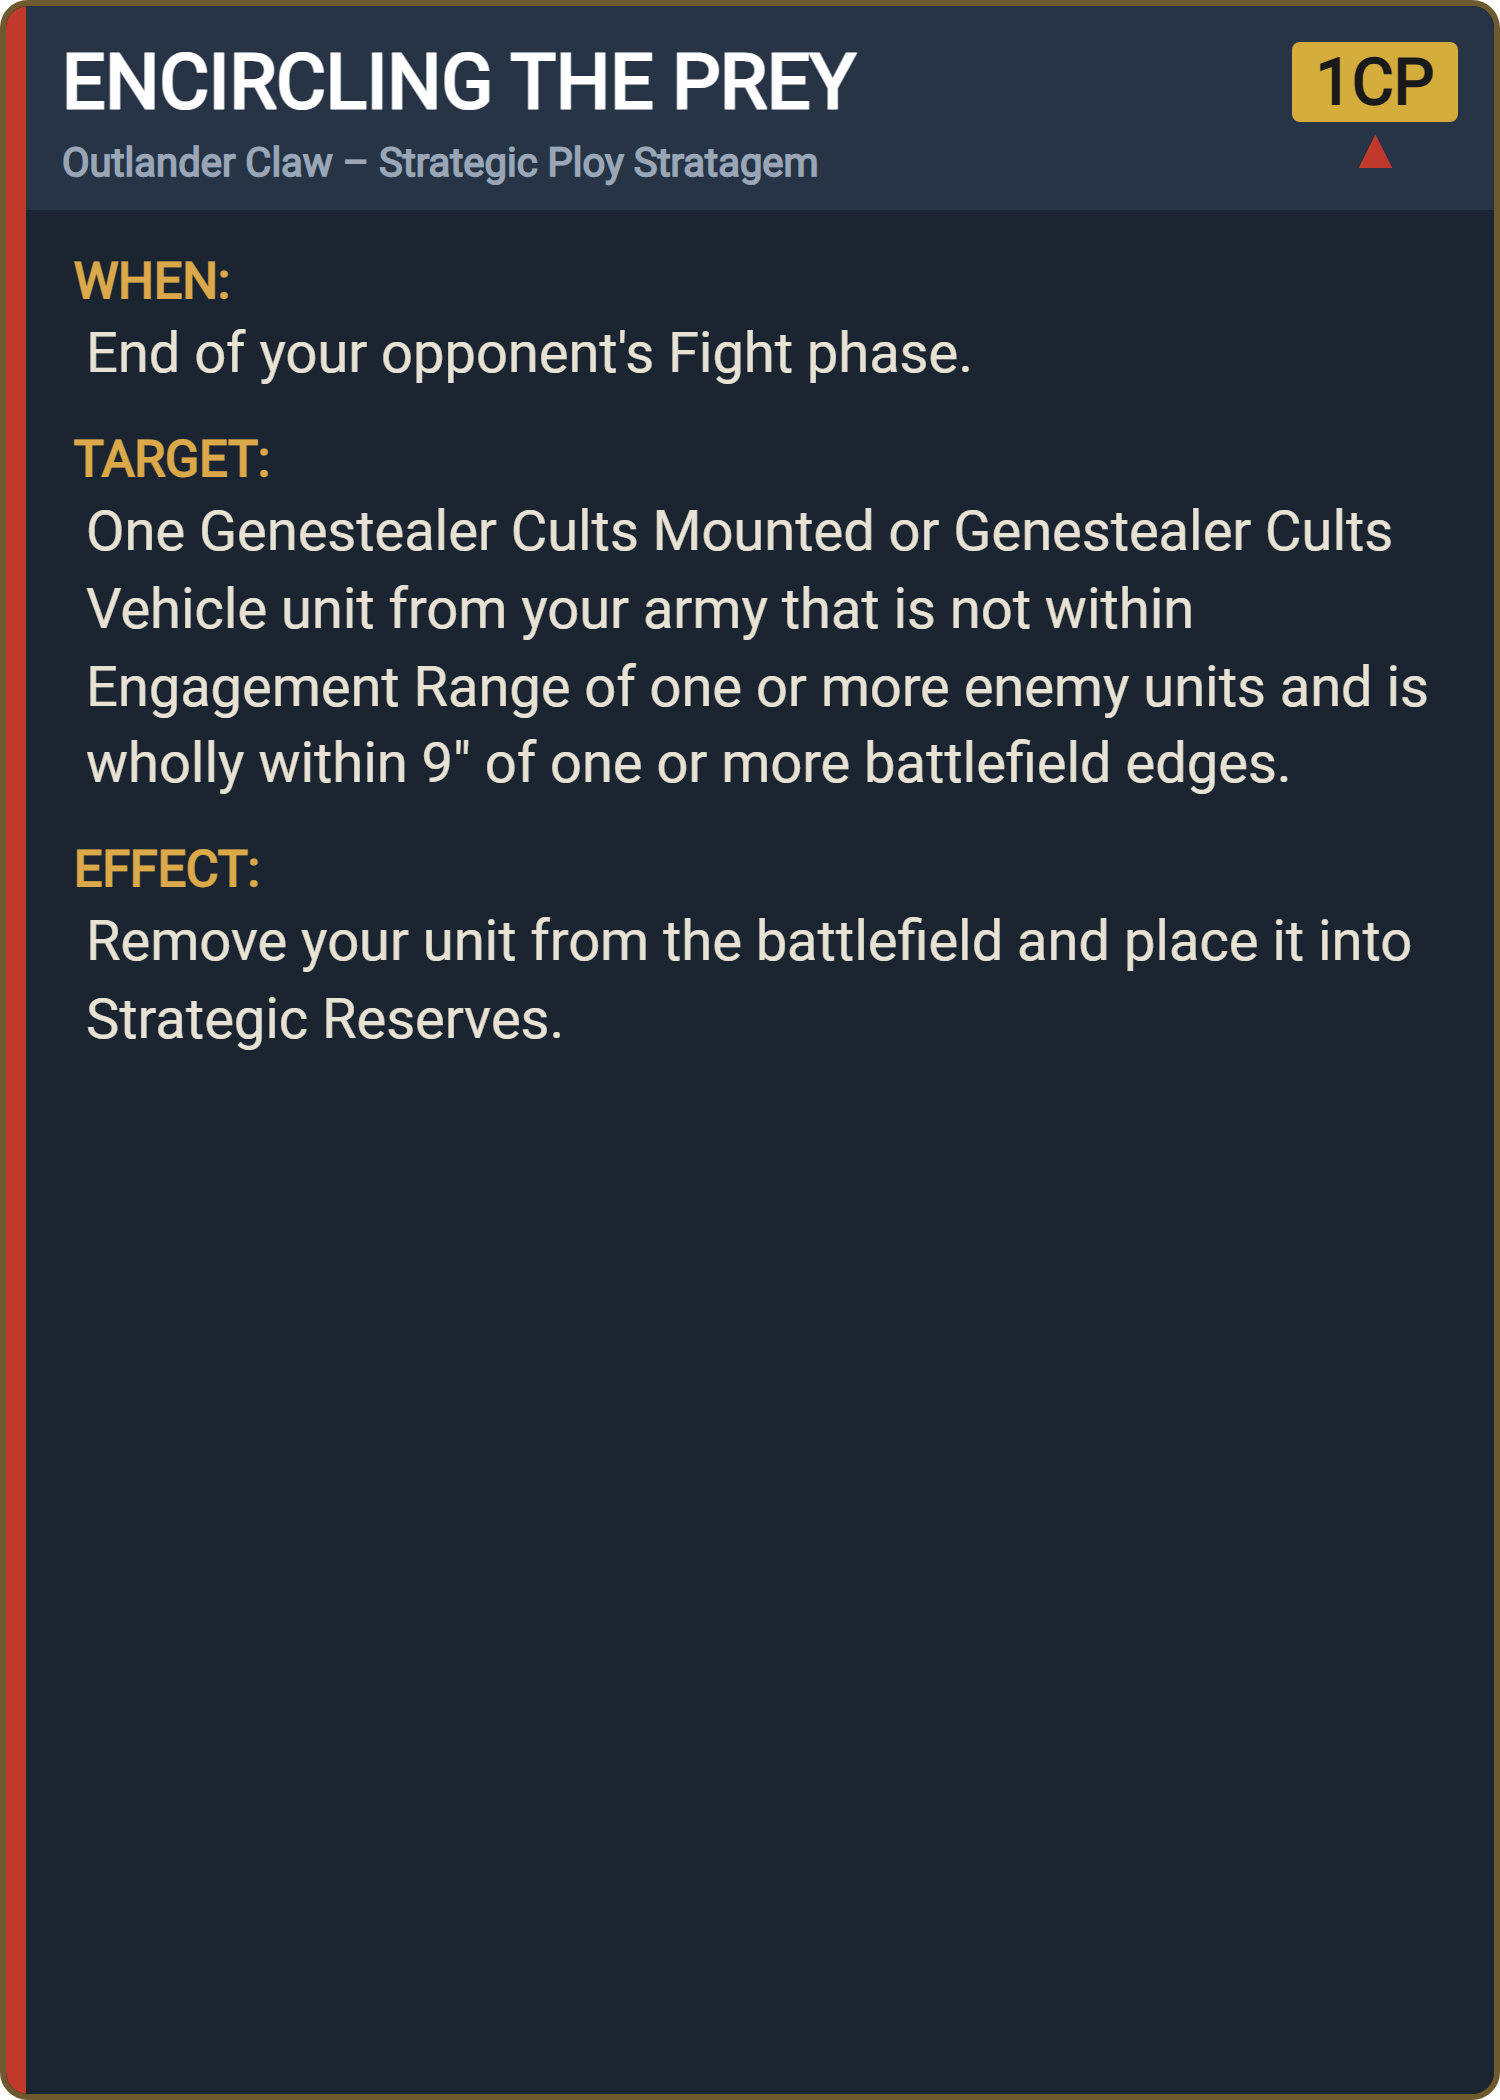 ENCIRCLING THE PREY
1CP
Outlander Claw – Strategic Ploy Stratagem
WHEN:
End of your opponent's Fight phase.
TARGET:
One Genestealer Cults Mounted or Genestealer Cults
Vehicle unit from your army that is not within
Engagement Range of one or more enemy units and is
wholly within 9" of one or more battlefield edges.
EFFECT:
Remove your unit from the battlefield and place it into
Strategic Reserves.